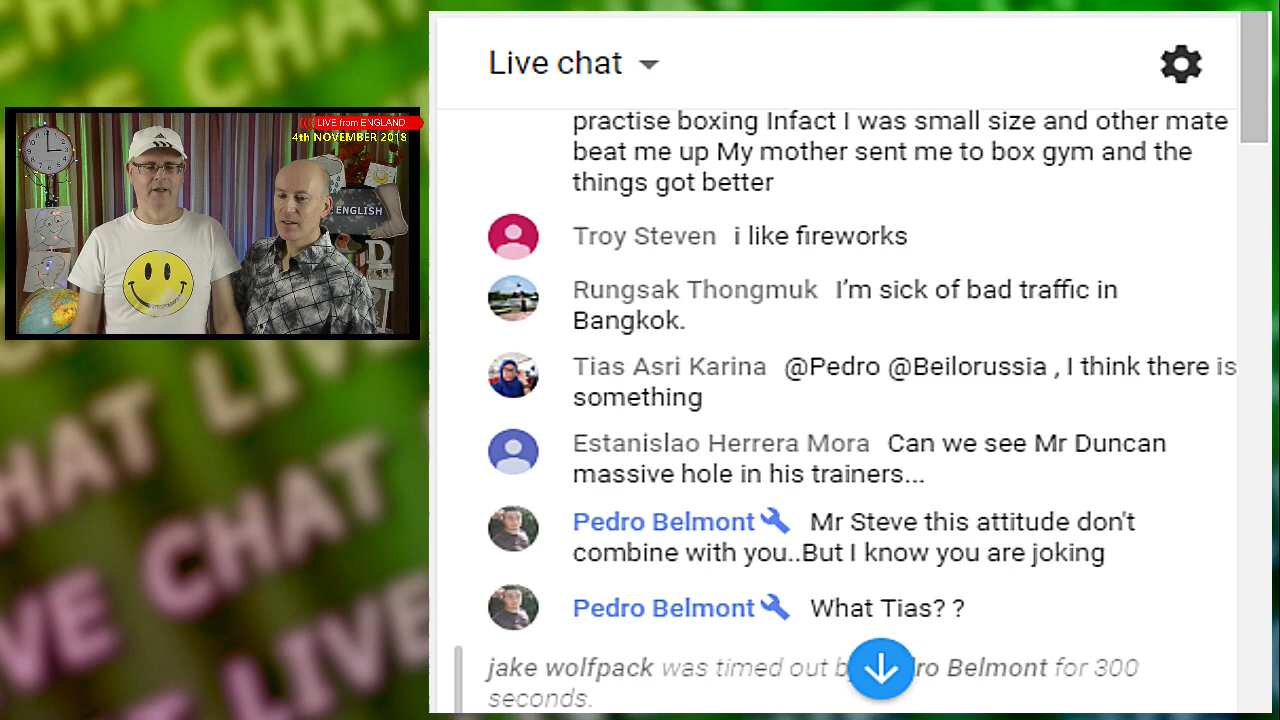 LIVE from ENGLAND
4th NOVEMBER 2018
ENGLISH
D
Live chat
practise boxing Infact I was small size and other mate
beat me up My mother sent me to box gym and the
things got better
Troy Steven i like fireworks
Rungsak Thongmuk I’m sick of bad traffic in
Bangkok.
Tias Asri Karina @Pedro @Beilorussia , I think there is
something
Estanislao Herrera Mora Can we see Mr Duncan
massive hole in his trainers...
Pedro Belmont Mr Steve this attitude don't
combine with you..But I know you are joking
Pedro Belmont What Tias? ?
jake wolfpack was timed out Belmont for 300
seconds.
LIVE CHAT
CHAT LIVE
LIVE CHAT
LIVE